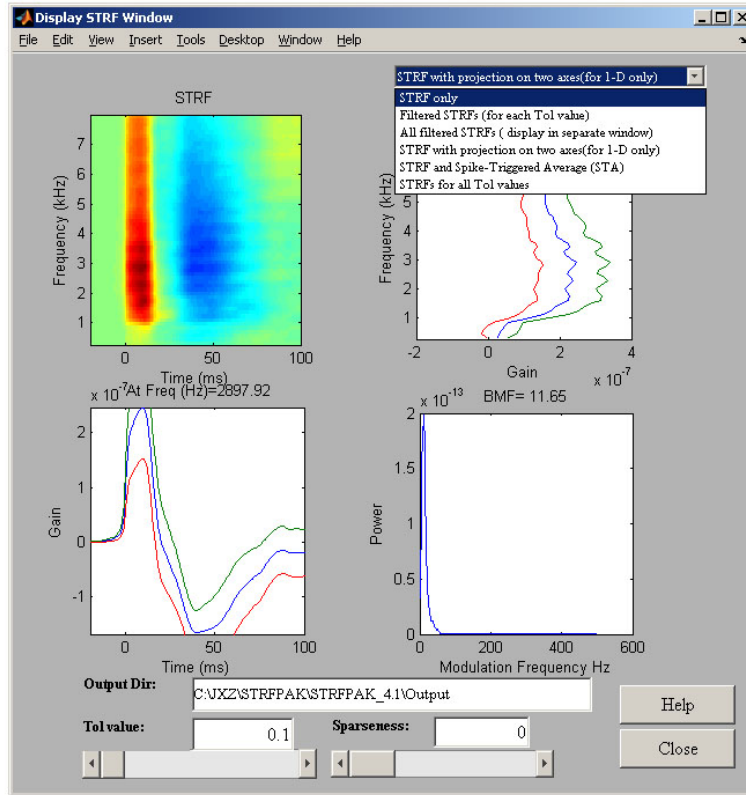 Display STRF Window
File Edit View Insert Tools Desktop Window Help
STRF with projection on two axes(for 1-D only)
STRF only
Filtered STRFs (for each Tol value)
All filtered STRFs ( display in separate window)
STRF with projection on two axes(for 1-D only)
STRF and Spike-Triggered Average (STA)
STRFs for all Tol values
STRF
Frequency (kHz)
7
6
5
4
3
2
1
0
50
100
Time (ms)
Frequency (kHz)
5
4
3
2
1
-2
0
2
4
Gain
x 10^-7
x 10^-7
At Freq (Hz)=2897.92
Gain
2
1
0
-1
0
50
100
Time (ms)
x 10^-13
BMF= 11.65
Power
2
1.5
1
0.5
0
0
200
400
600
Modulation Frequency Hz
Output Dir:
C:\JXZ\STRFPAK\STRFPAK_4.1\Output
Tol value:
0.1
Sparseness:
0
Help
Close